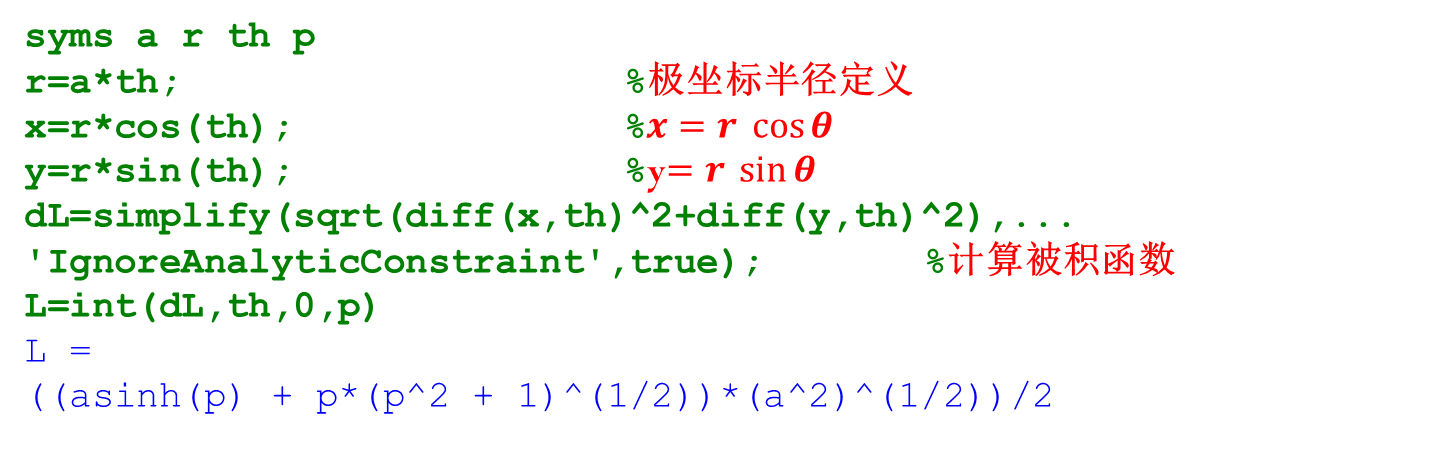 syms a r th p
r=a*th; %极坐标半径定义
x=r*cos(th); %x = r cos θ
y=r*sin(th); %y= r sin θ
dL=simplify(sqrt(diff(x,th)^2+diff(y,th)^2),...
'IgnoreAnalyticConstraint',true); %计算被积函数
L=int(dL,th,0,p)
L =
((asinh(p) + p*(p^2 + 1)^(1/2))*(a^2)^(1/2))/2